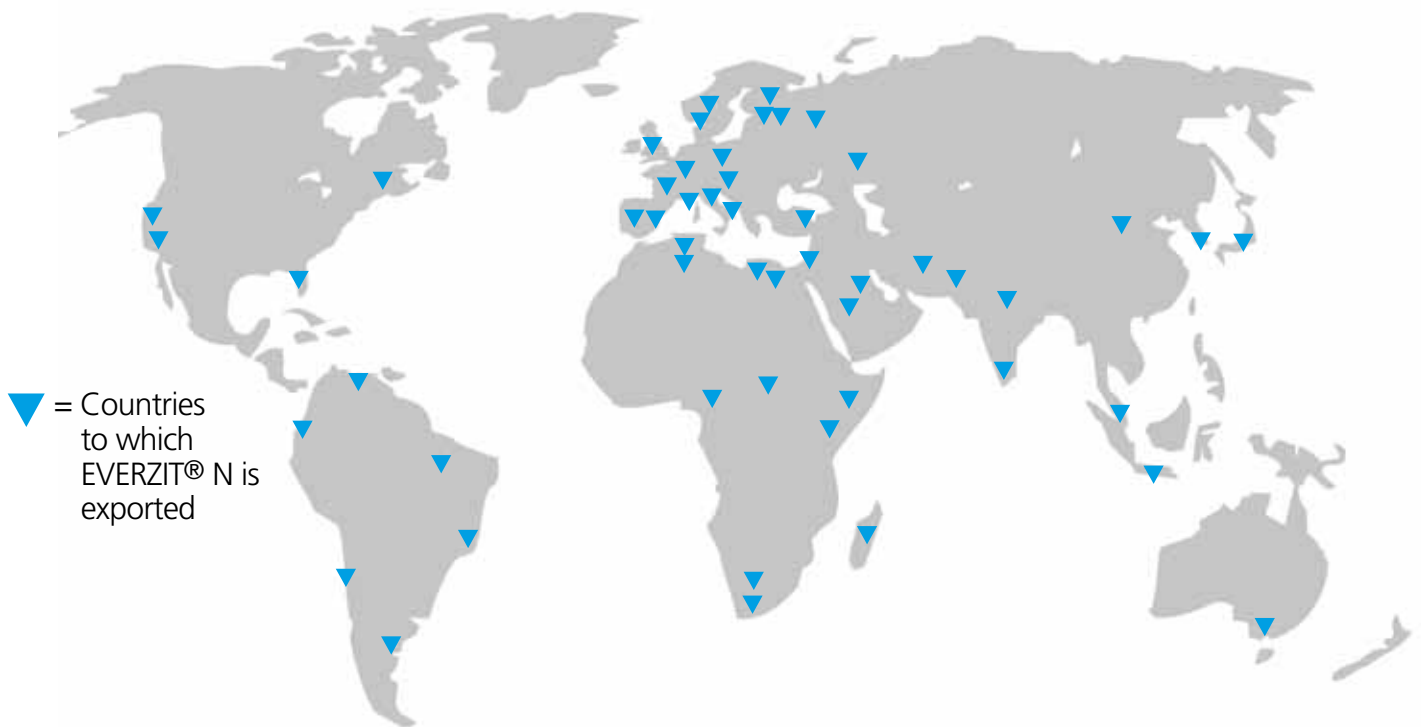 = Countries
to which
EVERZIT® N is
exported